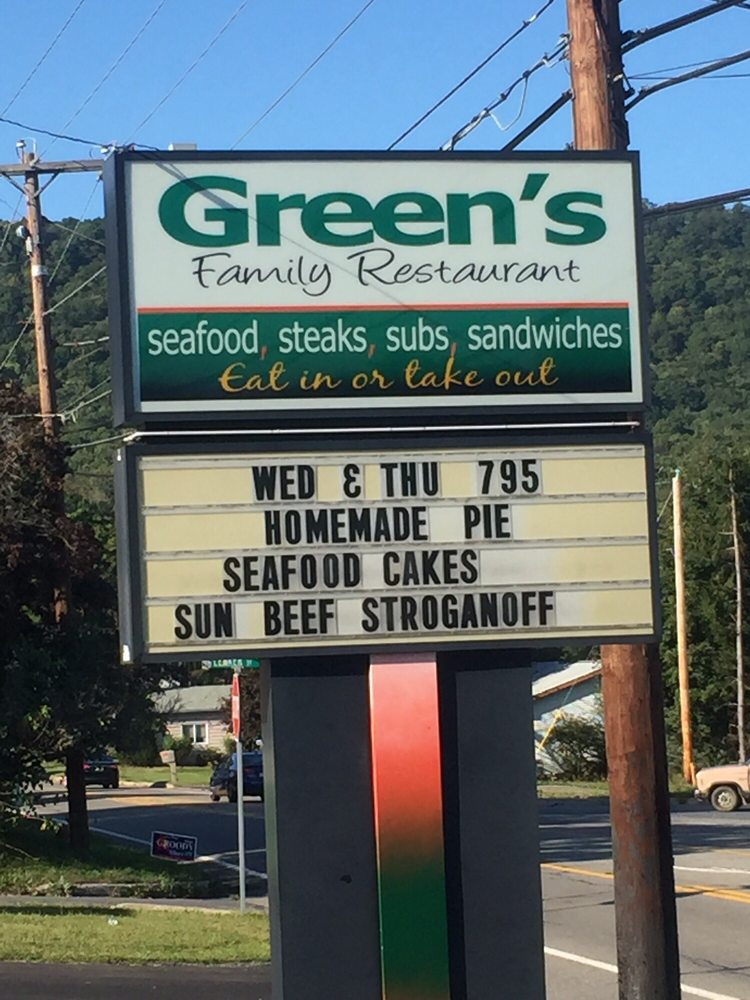 Green's
Family Restaurant
seafood, steaks, subs, sandwiches
Eat in or take out
WED & THU 795
HOMEMADE PIE
SEAFOOD CAKES
SUN BEEF STROGANOFF